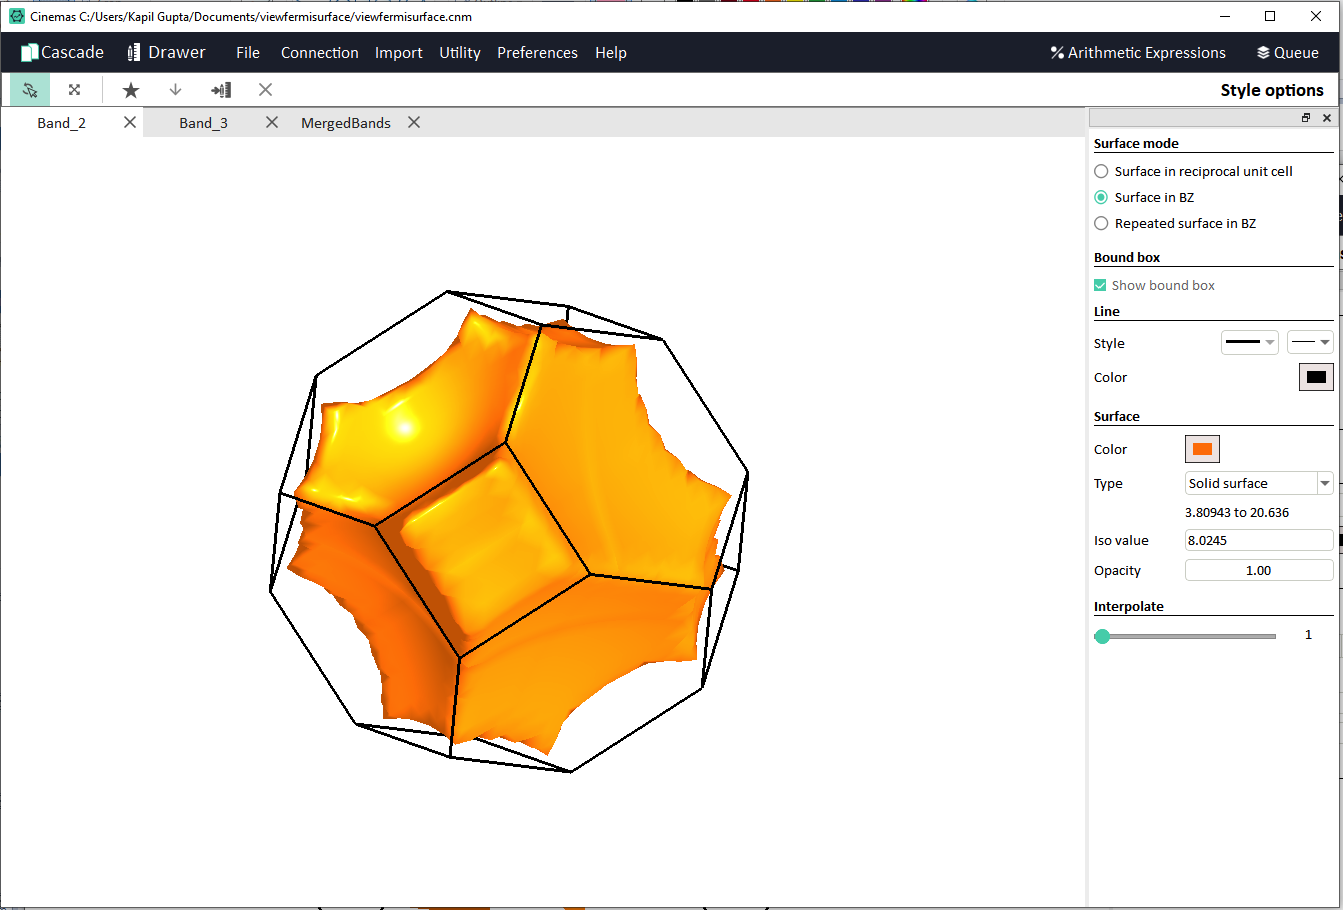 Cinemas C:/Users/Kapil Gupta/Documents/viewfermisurface/viewfermisurface.cnm
Cascade Drawer File Connection Import Utility Preferences Help Arithmetic Expressions Queue
Style options
Band_2 Band_3 MergedBands
Surface mode
Surface in reciprocal unit cell
Surface in BZ
Repeated surface in BZ
Bound box
Show bound box
Line
Style
Color
Surface
Color
Type Solid surface
3.80943 to 20.636
Iso value 8.0245
Opacity 1.00
Interpolate
1